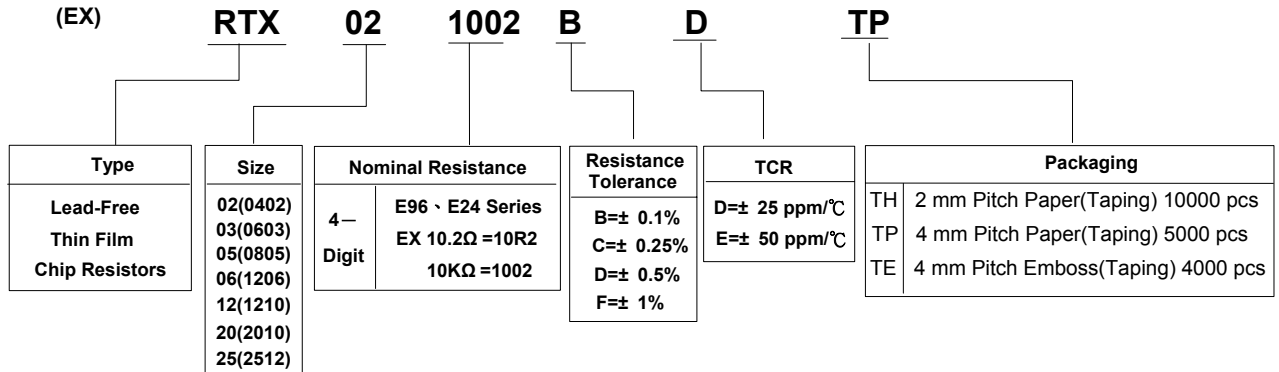 (EX) RTX 02 1002 B D TP
Type
Lead-Free
Thin Film
Chip Resistors
Size
02(0402)
03(0603)
05(0805)
06(1206)
12(1210)
20(2010)
25(2512)
Nominal Resistance
4－
Digit
E96、E24 Series
EX 10.2Ω =10R2
10KΩ =1002
Resistance
Tolerance
B=± 0.1%
C=± 0.25%
D=± 0.5%
F=± 1%
TCR
D=± 25 ppm/℃
E=± 50 ppm/℃
Packaging
TH 2 mm Pitch Paper(Taping) 10000 pcs
TP 4 mm Pitch Paper(Taping) 5000 pcs
TE 4 mm Pitch Emboss(Taping) 4000 pcs